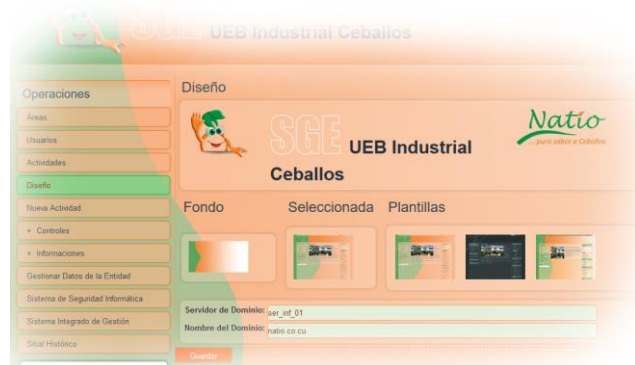 SGE UEB Industrial Ceballos
Operaciones
Áreas
Usuarios
Actividades
Diseño
Nueva Actividad
+ Controles
+ Informaciones
Gestionar Datos de la Entidad
Sistema de Seguridad Informática
Sistema Integrado de Gestión
Sitial Histórico
Diseño
SGE UEB Industrial
Ceballos
Natio
...puro sabor a Ceballos
Fondo
Seleccionada
Plantillas
Servidor de Dominio: ser_inf_01
Nombre del Dominio: natio.co.cu
Guardar